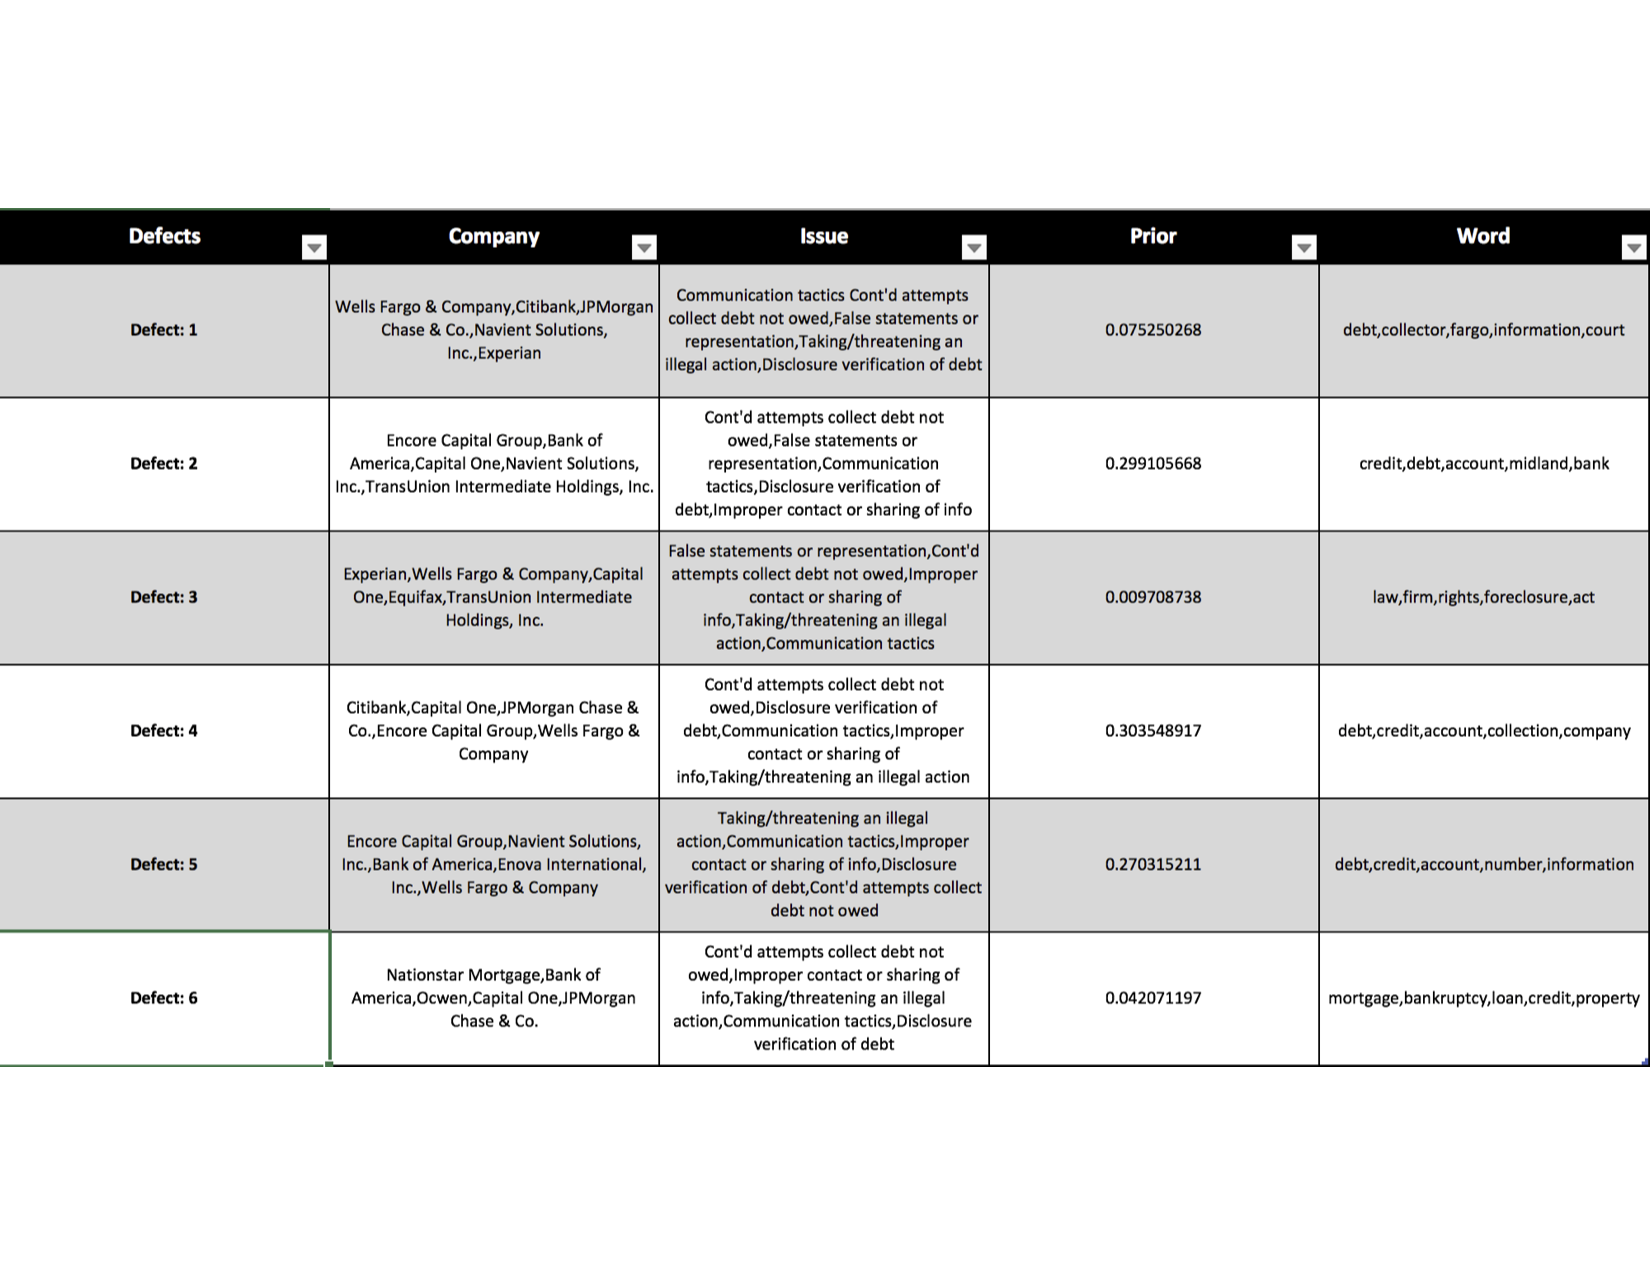 Defects
Company
Issue
Prior
Word
Defect: 1
Wells Fargo & Company,Citibank,JPMorgan
Chase & Co.,Navient Solutions,
Inc.,Experian
Communication tactics Cont'd attempts
collect debt not owed,False statements or
representation,Taking/threatening an
illegal action,Disclosure verification of debt
0.075250268
debt,collector,fargo,information,court
Defect: 2
Encore Capital Group,Bank of
America,Capital One,Navient Solutions,
Inc.,TransUnion Intermediate Holdings, Inc.
Cont'd attempts collect debt not
owed,False statements or
representation,Communication
tactics,Disclosure verification of
debt,Improper contact or sharing of info
0.299105668
credit,debt,account,midland,bank
Defect: 3
Experian,Wells Fargo & Company,Capital
One,Equifax,TransUnion Intermediate
Holdings, Inc.
False statements or representation,Cont'd
attempts collect debt not owed,Improper
contact or sharing of
info,Taking/threatening an illegal
action,Communication tactics
0.009708738
law,firm,rights,foreclosure,act
Defect: 4
Citibank,Capital One,JPMorgan Chase &
Co.,Encore Capital Group,Wells Fargo &
Company
Cont'd attempts collect debt not
owed,Disclosure verification of
debt,Communication tactics,Improper
contact or sharing of
info,Taking/threatening an illegal action
0.303548917
debt,credit,account,collection,company
Defect: 5
Encore Capital Group,Navient Solutions,
Inc.,Bank of America,Enova International,
Inc.,Wells Fargo & Company
Taking/threatening an illegal
action,Communication tactics,Improper
contact or sharing of info,Disclosure
verification of debt,Cont'd attempts collect
debt not owed
0.270315211
debt,credit,account,number,information
Defect: 6
Nationstar Mortgage,Bank of
America,Ocwen,Capital One,JPMorgan
Chase & Co.
Cont'd attempts collect debt not
owed,Improper contact or sharing of
info,Taking/threatening an illegal
action,Communication tactics,Disclosure
verification of debt
0.042071197
mortgage,bankruptcy,loan,credit,property